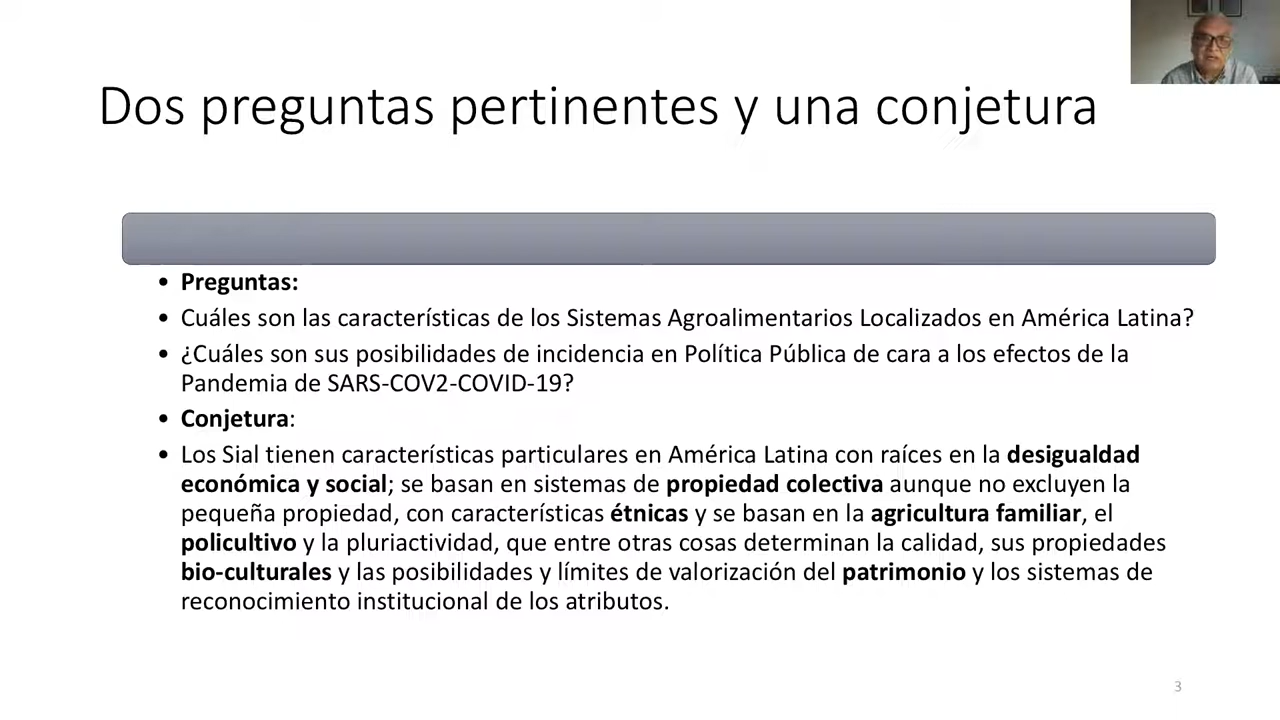 Dos preguntas pertinentes y una conjetura
• Preguntas:
• Cuáles son las características de los Sistemas Agroalimentarios Localizados en América Latina?
• ¿Cuáles son sus posibilidades de incidencia en Política Pública de cara a los efectos de la
Pandemia de SARS-COV2-COVID-19?
• Conjetura:
• Los Sial tienen características particulares en América Latina con raíces en la desigualdad
económica y social; se basan en sistemas de propiedad colectiva aunque no excluyen la
pequeña propiedad, con características étnicas y se basan en la agricultura familiar, el
policultivo y la pluriactividad, que entre otras cosas determinan la calidad, sus propiedades
bio-culturales y las posibilidades y límites de valorización del patrimonio y los sistemas de
reconocimiento institucional de los atributos.
3